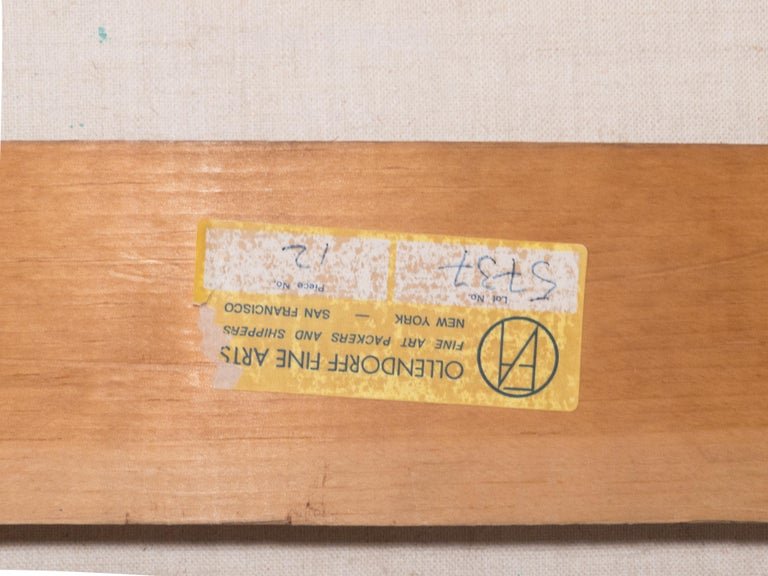 OLLENDORFF FINE ARTS
FINE ART PACKERS AND SHIPPERS
NEW YORK — SAN FRANCISCO
Lot No. Piece No.
5737 12